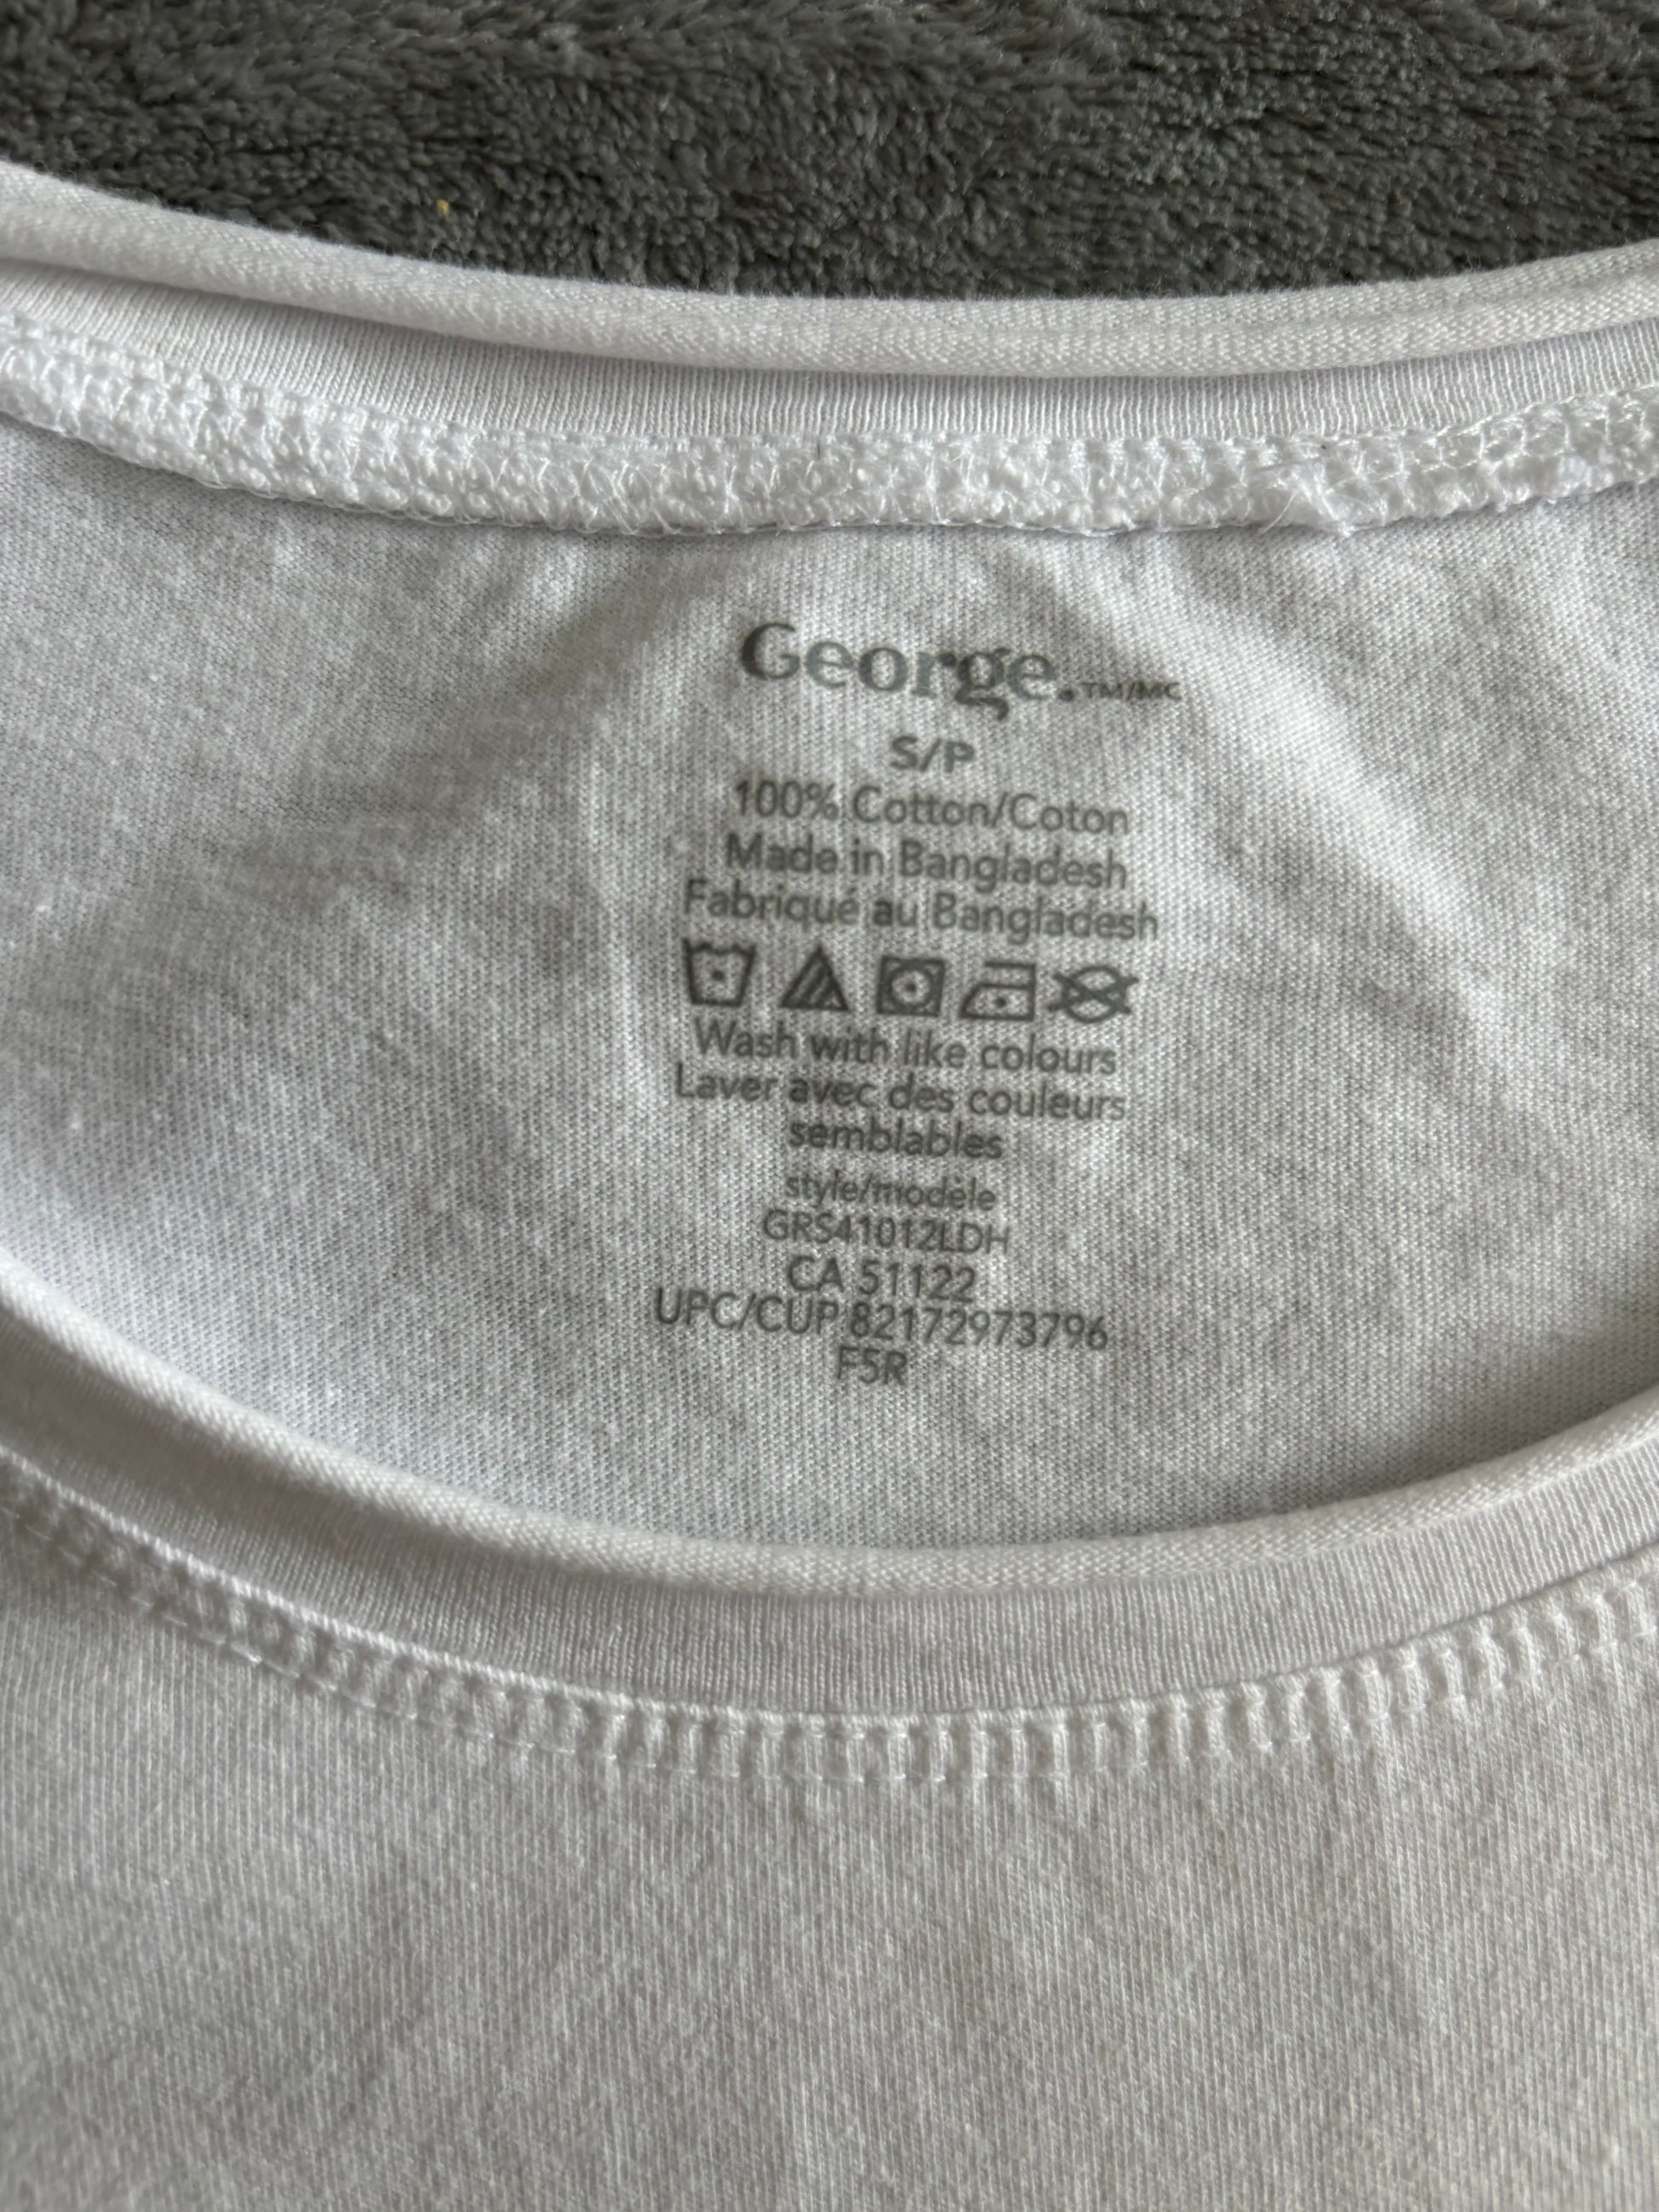 George.™/MC
S/P
100% Cotton/Coton
Made in Bangladesh
Fabriqué au Bangladesh
Wash with like colours
Laver avec des couleurs
semblables
style/modèle
GRS41012LDH
CA 51122
UPC/CUP 82172973796
F5R